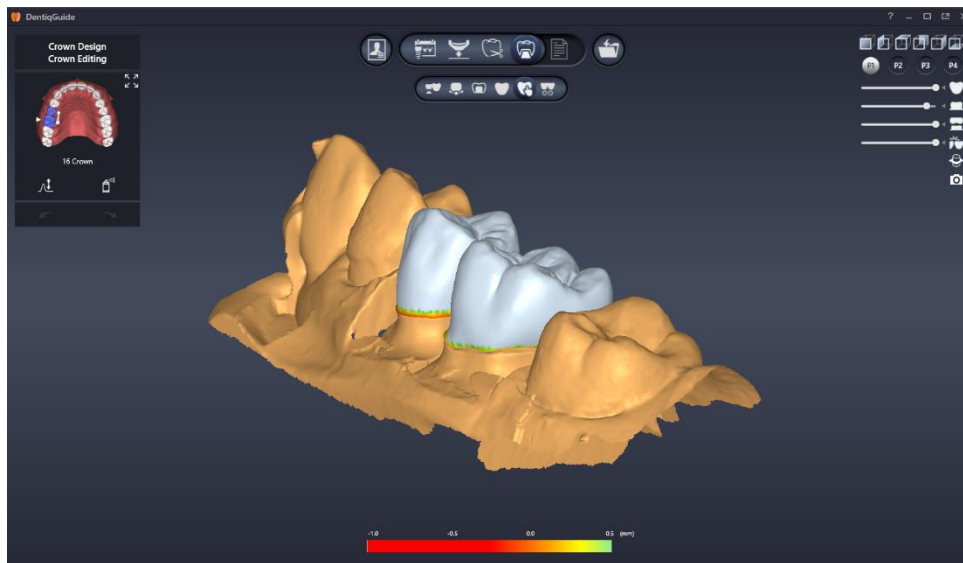 DentiqGuide
?
Crown Design
Crown Editing
16 Crown
P1 P2 P3 P4
-1.0 -0.5 0.0 0.5 (mm)